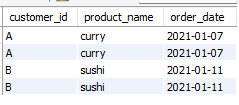 customer_id product_name order_date
A curry 2021-01-07
A curry 2021-01-07
B sushi 2021-01-11
B sushi 2021-01-11